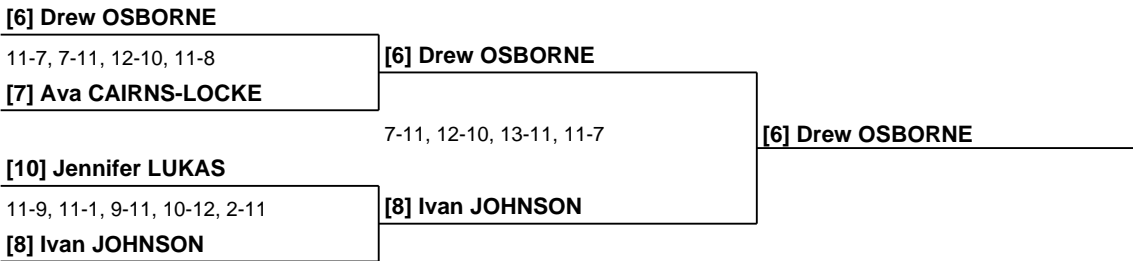 [6] Drew OSBORNE
11-7, 7-11, 12-10, 11-8
[7] Ava CAIRNS-LOCKE
[6] Drew OSBORNE
7-11, 12-10, 13-11, 11-7
[6] Drew OSBORNE
[10] Jennifer LUKAS
11-9, 11-1, 9-11, 10-12, 2-11
[8] Ivan JOHNSON
[8] Ivan JOHNSON